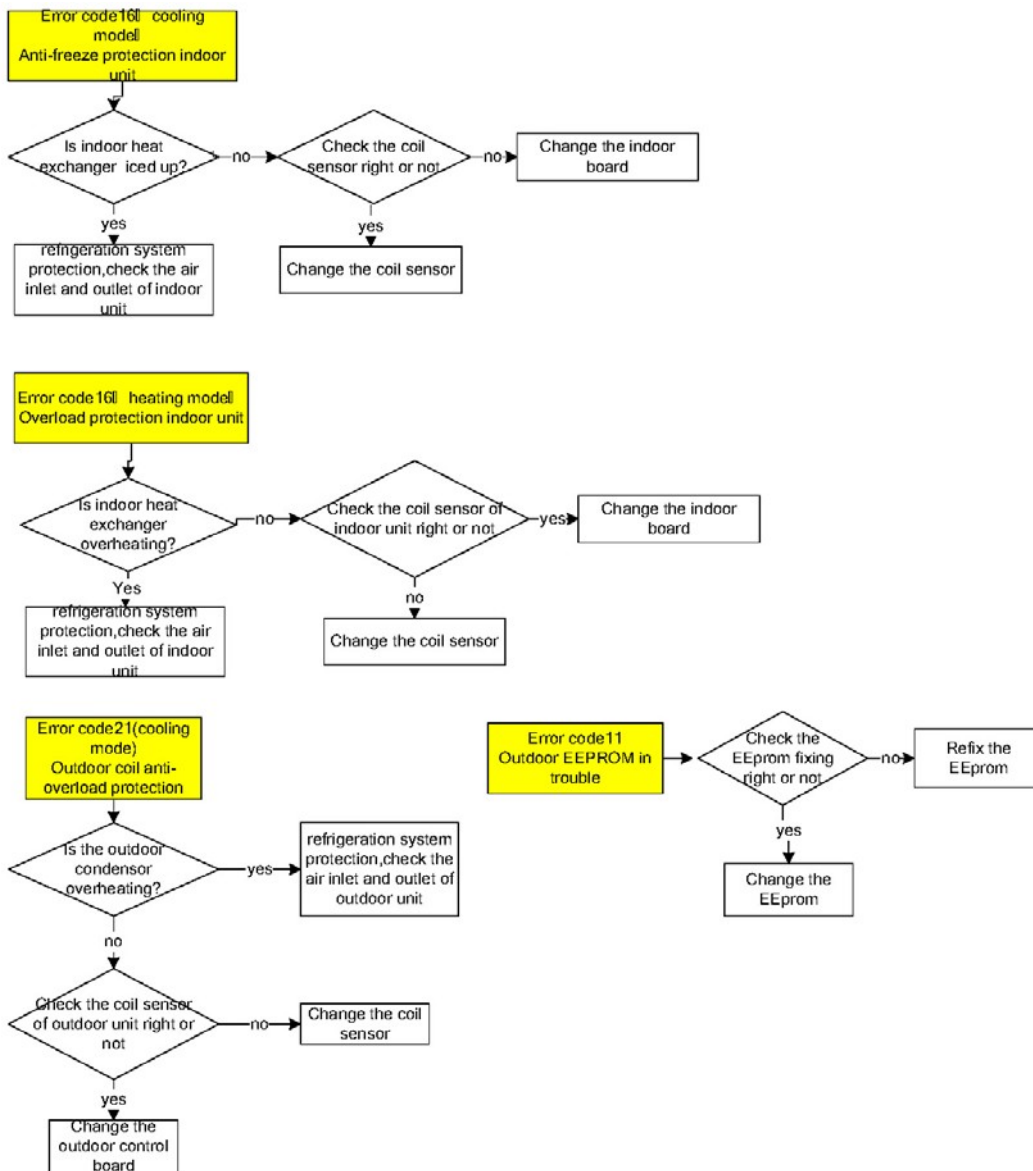 Error code16 cooling
mode
Anti-freeze protection indoor
unit
Is indoor heat
exchanger iced up?
no
Check the coil
sensor right or not
no
Change the indoor
board
yes
refrigeration system
protection,check the air
inlet and outlet of indoor
unit
yes
Change the coil sensor
Error code16 heating mode
Overload protection indoor unit
Is indoor heat
exchanger
overheating?
no
Check the coil sensor of
indoor unit right or not
yes
Change the indoor
board
Yes
refrigeration system
protection,check the air
inlet and outlet of indoor
unit
no
Change the coil sensor
Error code21(cooling
mode)
Outdoor coil anti-
overload protection
Is the outdoor
condensor
overheating?
yes
refrigeration system
protection,check the
air inlet and outlet of
outdoor unit
no
Check the coil sensor
of outdoor unit right or
not
no
Change the coil
sensor
yes
Change the
outdoor control
board
Error code11
Outdoor EEPROM in
trouble
Check the
EEprom fixing
right or not
no
Refix the
EEprom
yes
Change the
EEprom